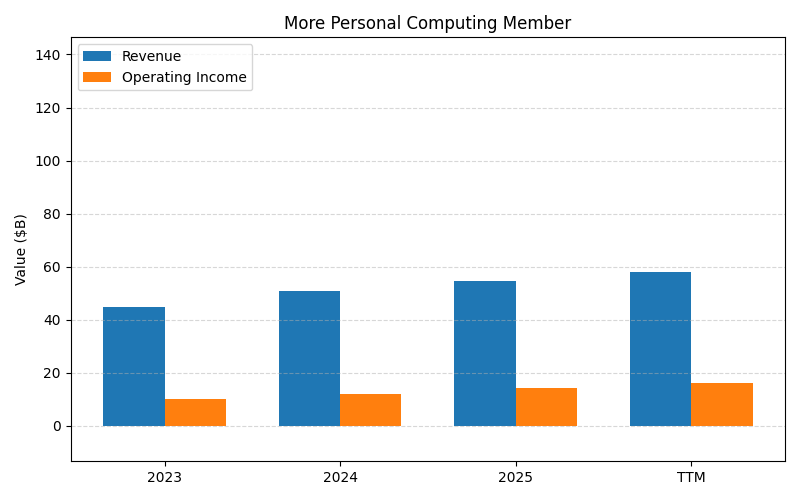 More Personal Computing Member
Revenue
Operating Income
Value ($B)
140
120
100
80
60
40
20
0
2023
2024
2025
TTM